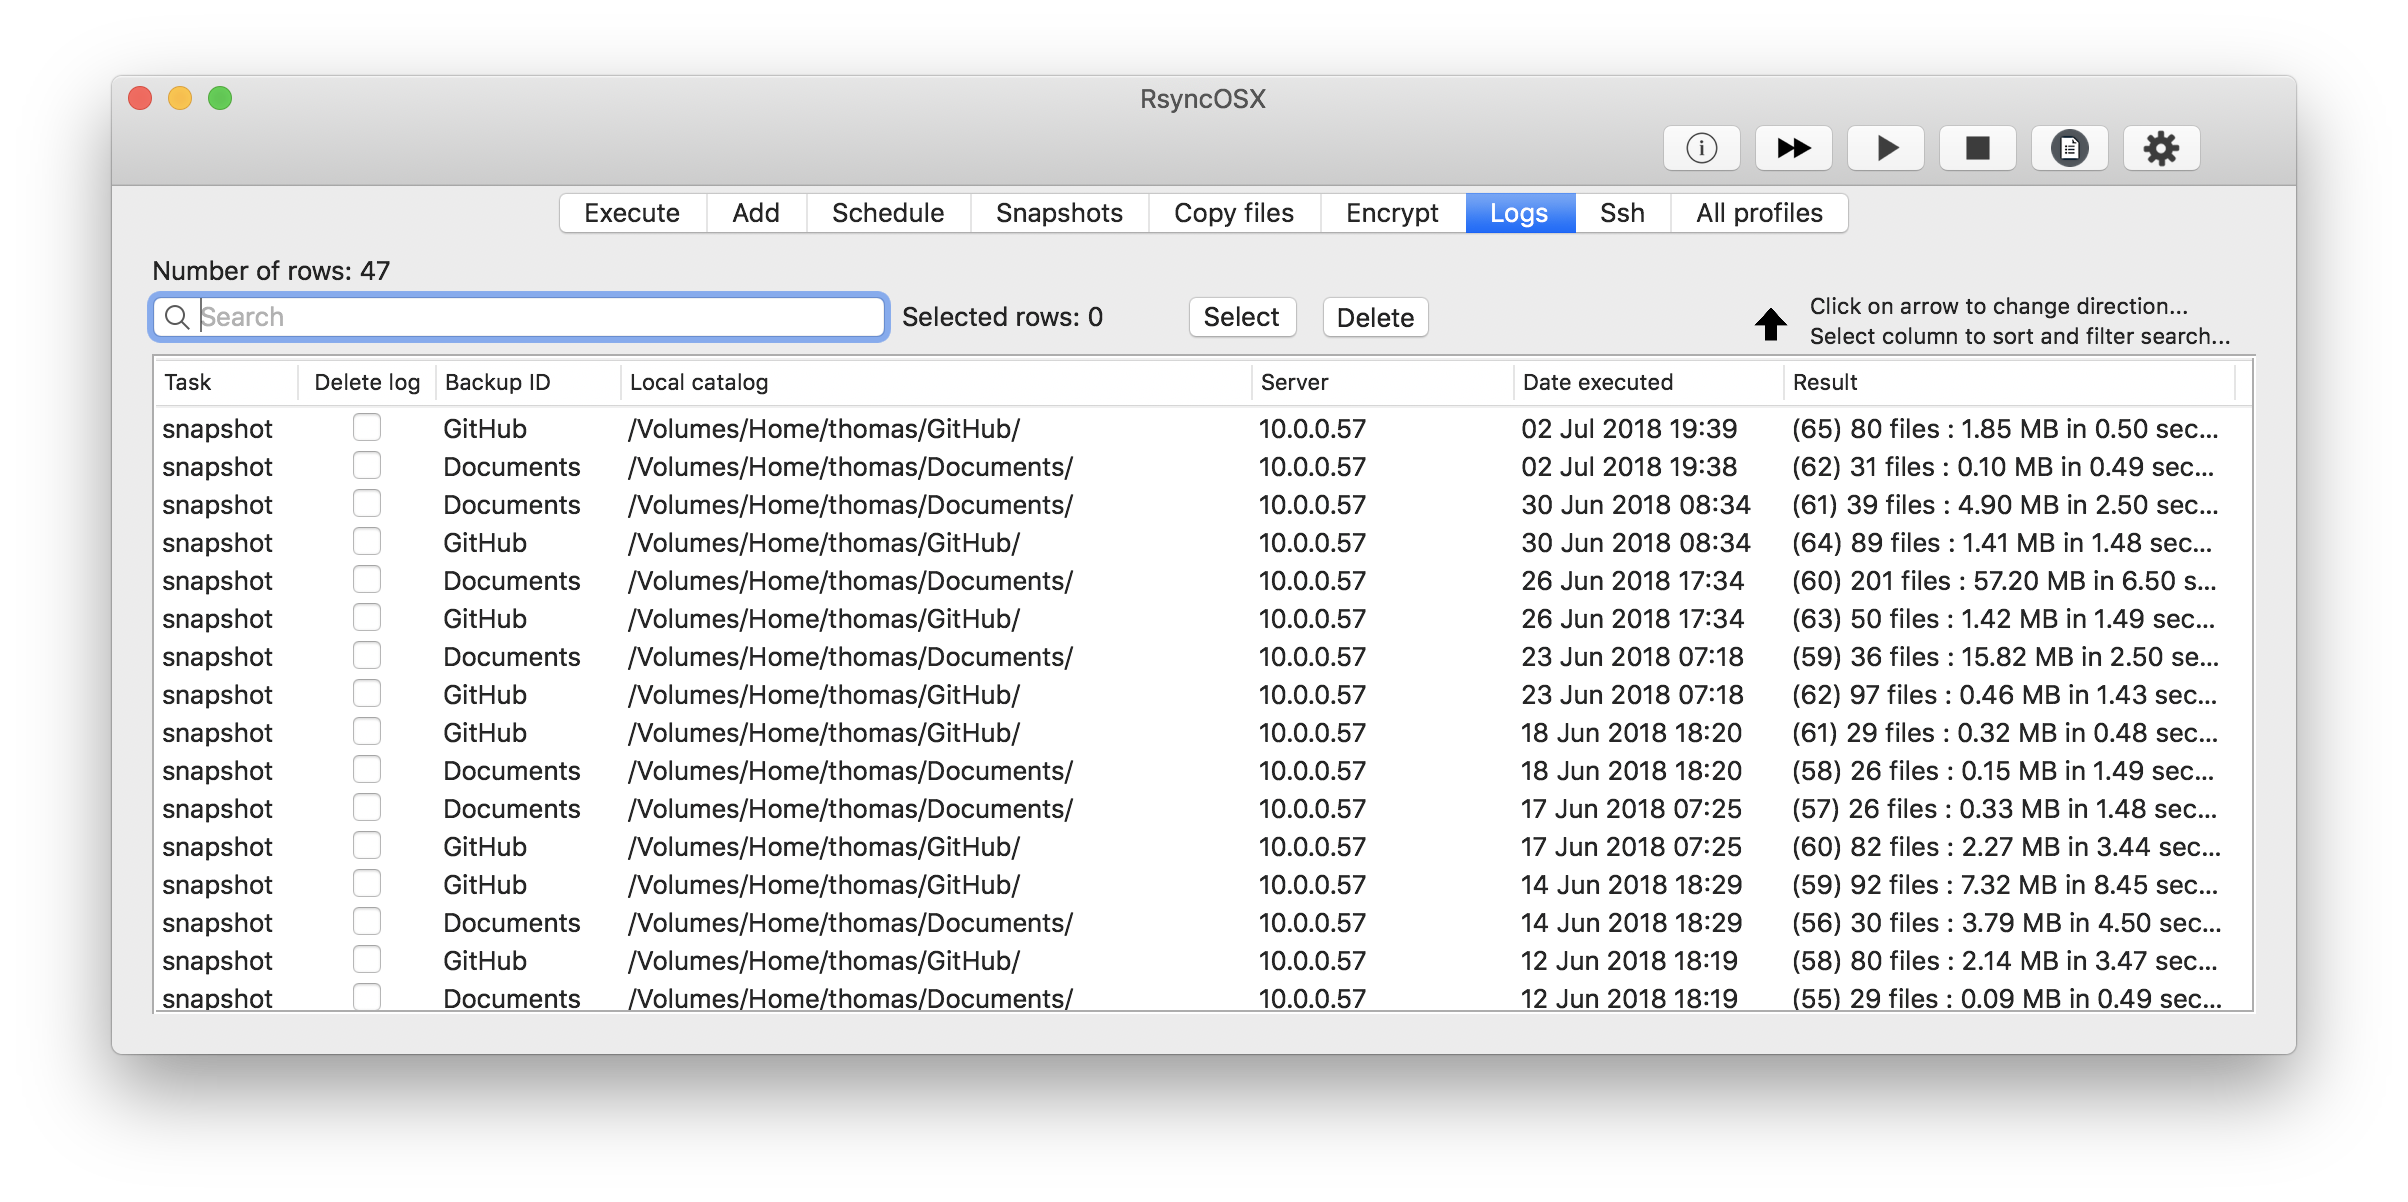 RsyncOSX
Execute Add Schedule Snapshots Copy files Encrypt Logs Ssh All profiles
Number of rows: 47
Search Selected rows: 0 Select Delete
Click on arrow to change direction...
Select column to sort and filter search...
Task Delete log Backup ID Local catalog Server Date executed Result
snapshot GitHub /Volumes/Home/thomas/GitHub/ 10.0.0.57 02 Jul 2018 19:39 (65) 80 files : 1.85 MB in 0.50 sec...
snapshot Documents /Volumes/Home/thomas/Documents/ 10.0.0.57 02 Jul 2018 19:38 (62) 31 files : 0.10 MB in 0.49 sec...
snapshot Documents /Volumes/Home/thomas/Documents/ 10.0.0.57 30 Jun 2018 08:34 (61) 39 files : 4.90 MB in 2.50 sec...
snapshot GitHub /Volumes/Home/thomas/GitHub/ 10.0.0.57 30 Jun 2018 08:34 (64) 89 files : 1.41 MB in 1.48 sec...
snapshot Documents /Volumes/Home/thomas/Documents/ 10.0.0.57 26 Jun 2018 17:34 (60) 201 files : 57.20 MB in 6.50 s...
snapshot GitHub /Volumes/Home/thomas/GitHub/ 10.0.0.57 26 Jun 2018 17:34 (63) 50 files : 1.42 MB in 1.49 sec...
snapshot Documents /Volumes/Home/thomas/Documents/ 10.0.0.57 23 Jun 2018 07:18 (59) 36 files : 15.82 MB in 2.50 se...
snapshot GitHub /Volumes/Home/thomas/GitHub/ 10.0.0.57 23 Jun 2018 07:18 (62) 97 files : 0.46 MB in 1.43 sec...
snapshot GitHub /Volumes/Home/thomas/GitHub/ 10.0.0.57 18 Jun 2018 18:20 (61) 29 files : 0.32 MB in 0.48 sec...
snapshot Documents /Volumes/Home/thomas/Documents/ 10.0.0.57 18 Jun 2018 18:20 (58) 26 files : 0.15 MB in 1.49 sec...
snapshot Documents /Volumes/Home/thomas/Documents/ 10.0.0.57 17 Jun 2018 07:25 (57) 26 files : 0.33 MB in 1.48 sec...
snapshot GitHub /Volumes/Home/thomas/GitHub/ 10.0.0.57 17 Jun 2018 07:25 (60) 82 files : 2.27 MB in 3.44 sec...
snapshot GitHub /Volumes/Home/thomas/GitHub/ 10.0.0.57 14 Jun 2018 18:29 (59) 92 files : 7.32 MB in 8.45 sec...
snapshot Documents /Volumes/Home/thomas/Documents/ 10.0.0.57 14 Jun 2018 18:29 (56) 30 files : 3.79 MB in 4.50 sec...
snapshot GitHub /Volumes/Home/thomas/GitHub/ 10.0.0.57 12 Jun 2018 18:19 (58) 80 files : 2.14 MB in 3.47 sec...
snapshot Documents /Volumes/Home/thomas/Documents/ 10.0.0.57 12 Jun 2018 18:19 (55) 29 files : 0.09 MB in 0.49 sec...